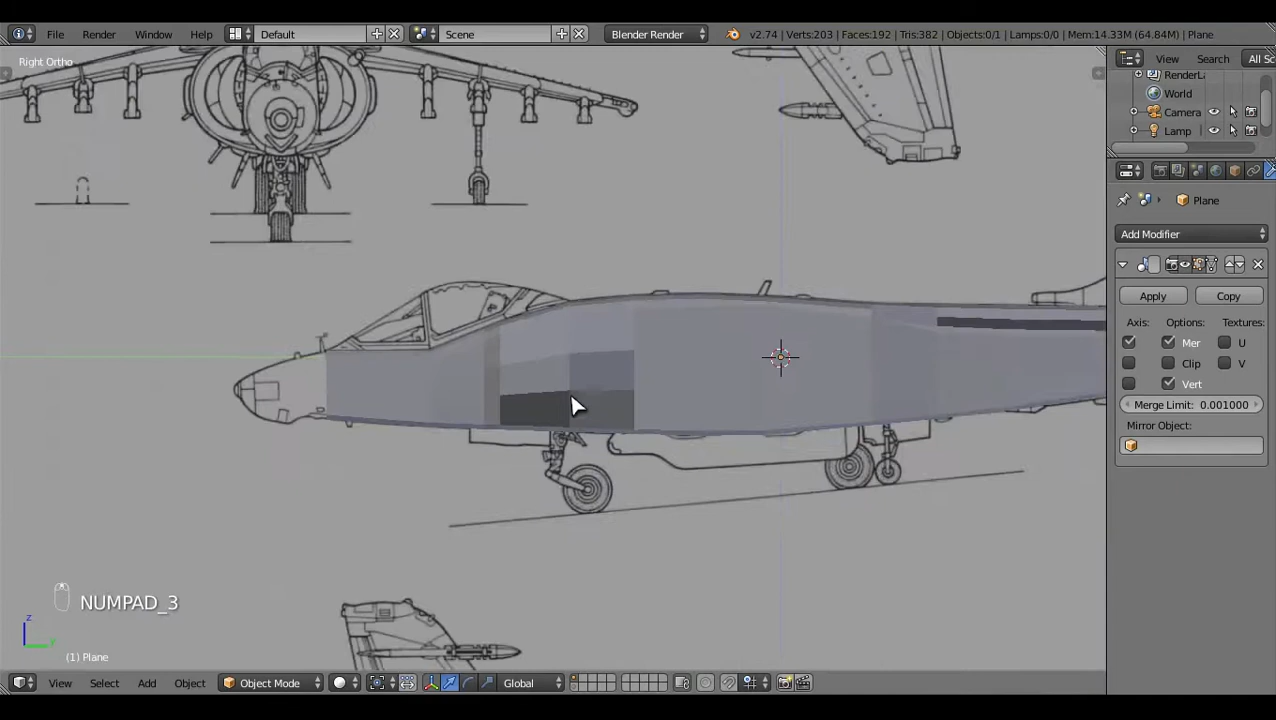 File Render Window Help Default Scene Blender Render v2.74 | Verts:203 | Faces:192 | Tris:382 | Objects:0/1 | Lamps:0/0 | Mem:14.33M (64.84M) | Plane
Right Ortho
View Search All Sc
RenderLa
World
Camera
Lamp
Plane
Add Modifier
Apply Copy
Axis: Options: Textures:
Mer U
Clip V
Vert
Merge Limit: 0.001000
Mirror Object:
NUMPAD_3
z
y
(1) Plane
View Select Add Object Object Mode Global